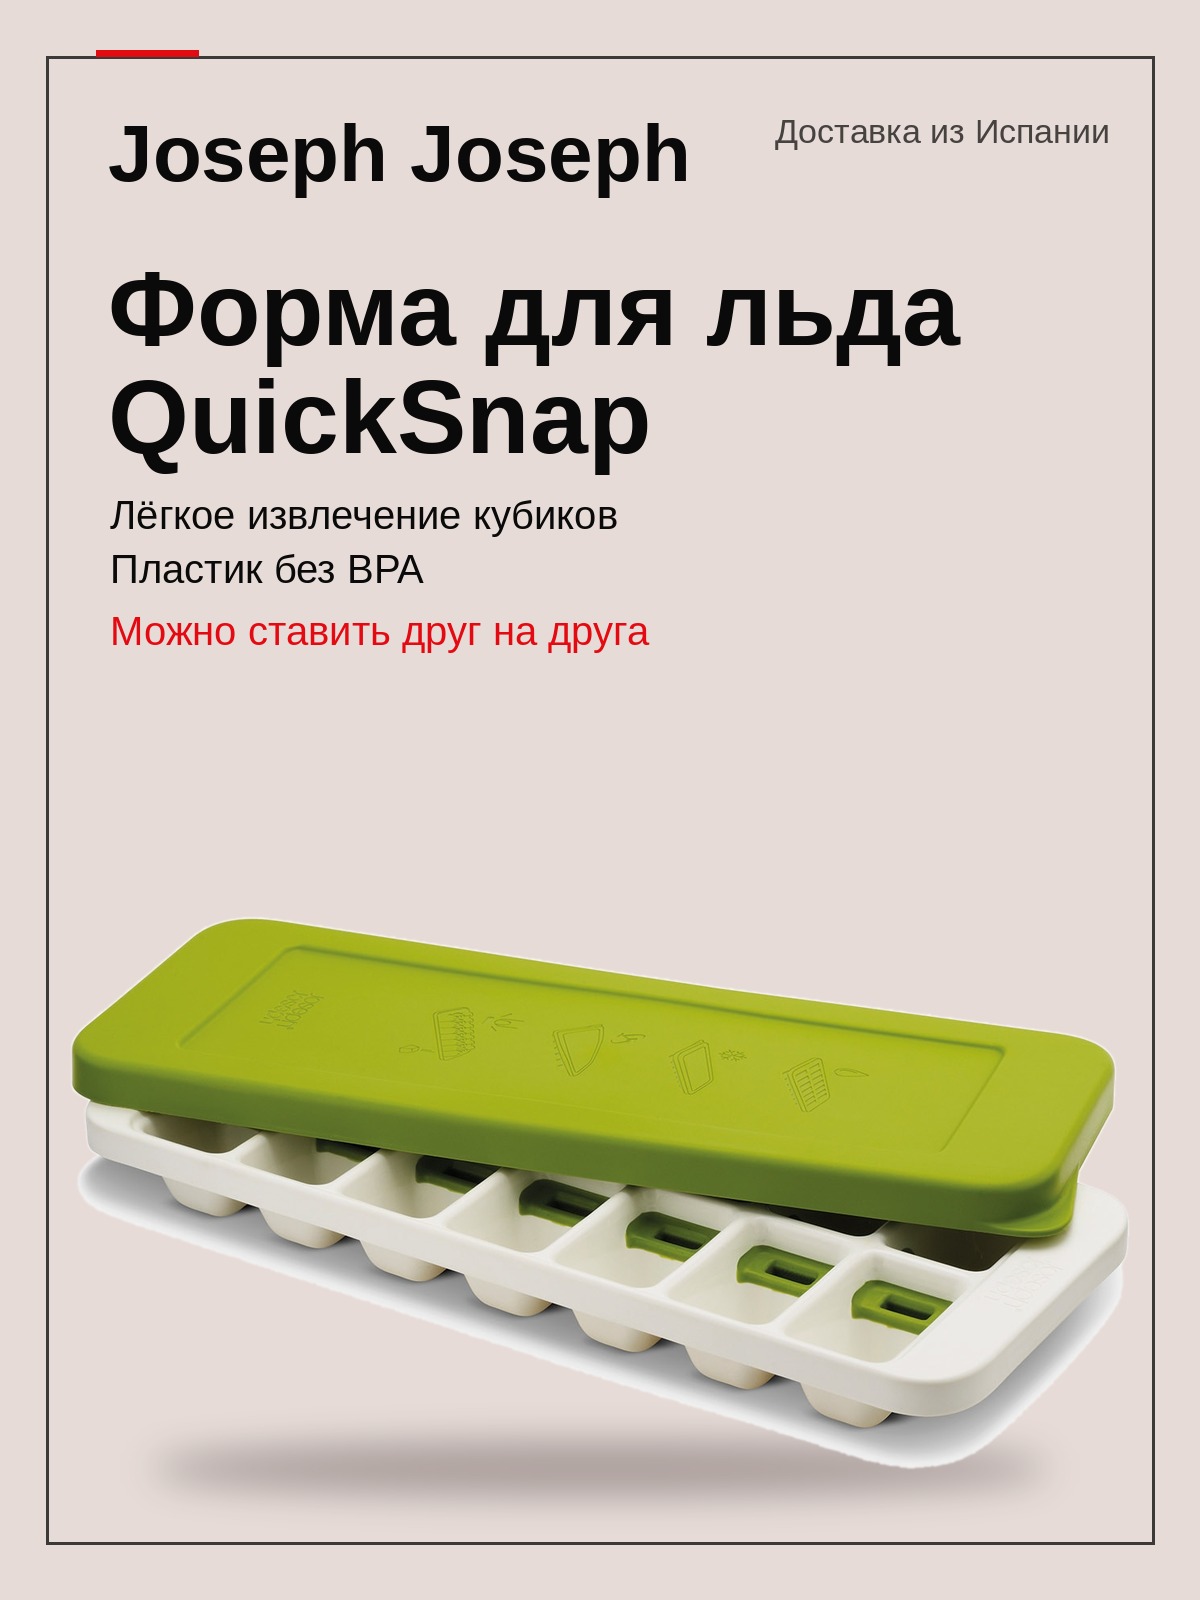 Joseph Joseph
Доставка из Испании
Форма для льда
QuickSnap
Лёгкое извлечение кубиков
Пластик без BPA
Можно ставить друг на друга